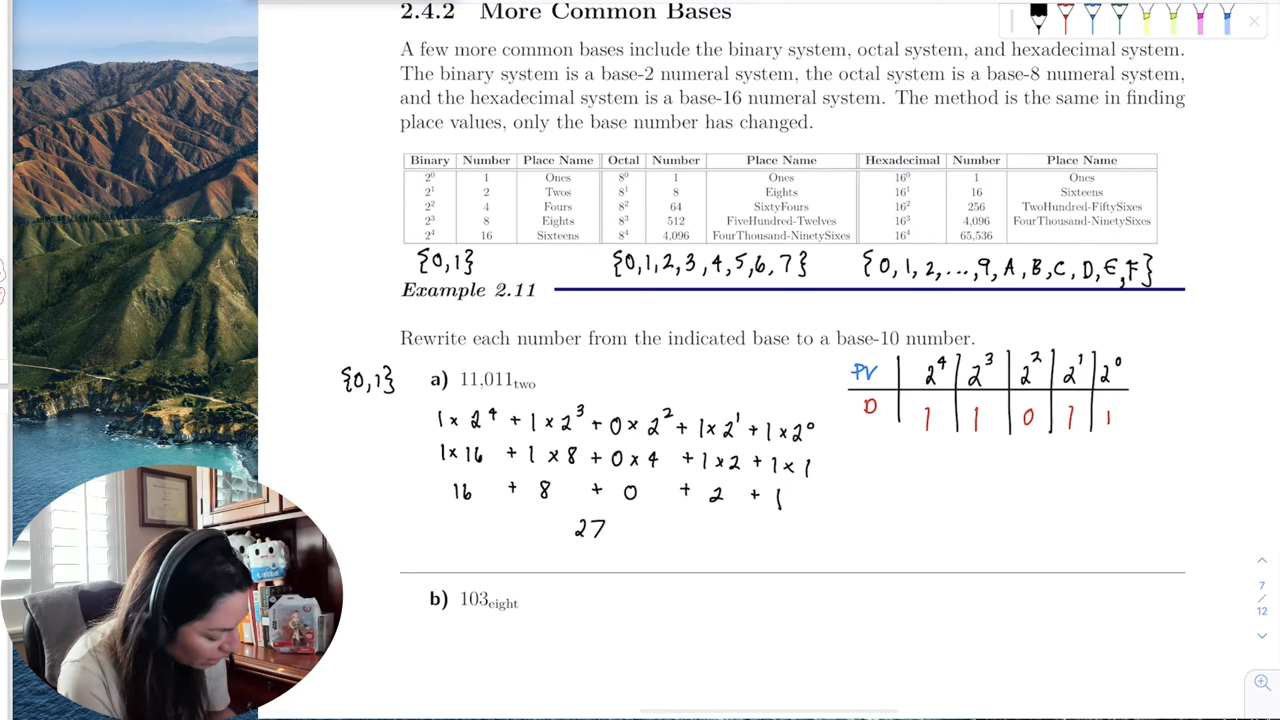 2.4.2 More Common Bases
A few more common bases include the binary system, octal system, and hexadecimal system.
The binary system is a base-2 numeral system, the octal system is a base-8 numeral system,
and the hexadecimal system is a base-16 numeral system. The method is the same in finding
place values, only the base number has changed.
Binary Number Place Name Octal Number Place Name Hexadecimal Number Place Name
2⁰ 1 Ones 8⁰ 1 Ones 16⁰ 1 Ones
2¹ 2 Twos 8¹ 8 Eights 16¹ 16 Sixteens
2² 4 Fours 8² 64 SixtyFours 16² 256 TwoHundred-FiftySixes
2³ 8 Eights 8³ 512 FiveHundred-Twelves 16³ 4,096 FourThousand-NinetySixes
2⁴ 16 Sixteens 8⁴ 4,096 FourThousand-NinetySixes 16⁴ 65,536
{0,1} {0,1,2,3,4,5,6,7} {0,1,2,...,9,A,B,C,D,E,F}
Example 2.11
Rewrite each number from the indicated base to a base-10 number.
{0,1} a) 11,011two
PV 2⁴ 2³ 2² 2¹ 2⁰
D 1 1 0 1 1
1 × 2⁴ + 1 × 2³ + 0 × 2² + 1 × 2¹ + 1 × 2⁰
1 × 16 + 1 × 8 + 0 × 4 + 1 × 2 + 1 × 1
16 + 8 + 0 + 2 + 1
27
b) 103eight
7
/
12